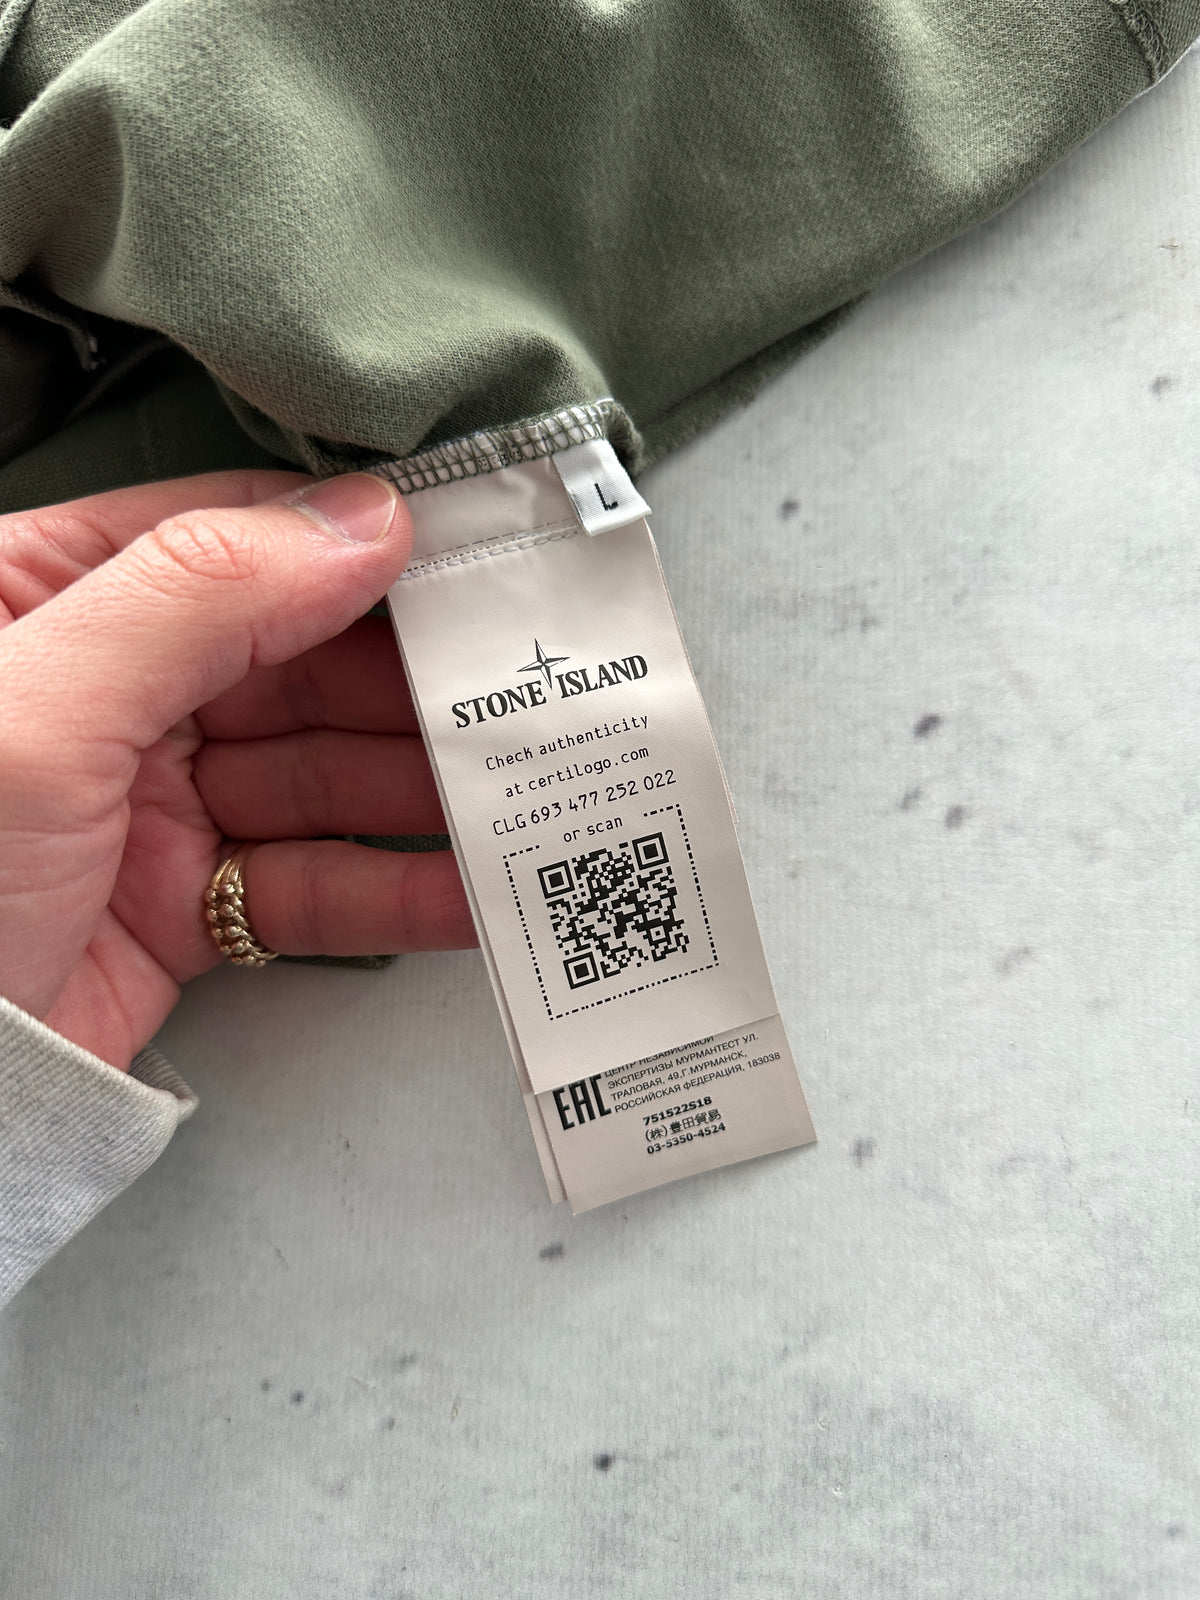 L
STONE ISLAND
Check authenticity
at certilogo.com
CLG 693 477 252 022
or scan
ЦЕНТР НЕЗАВИСИМОЙ
ЭКСПЕРТИЗЫ МУРМАНТЕСТ УЛ.
ТРАЛОВАЯ, 49,Г.МУРМАНСК,
РОССИЙСКАЯ ФЕДЕРАЦИЯ, 183038
EAC
751522S18
(株)豊田貿易
03-5350-4524